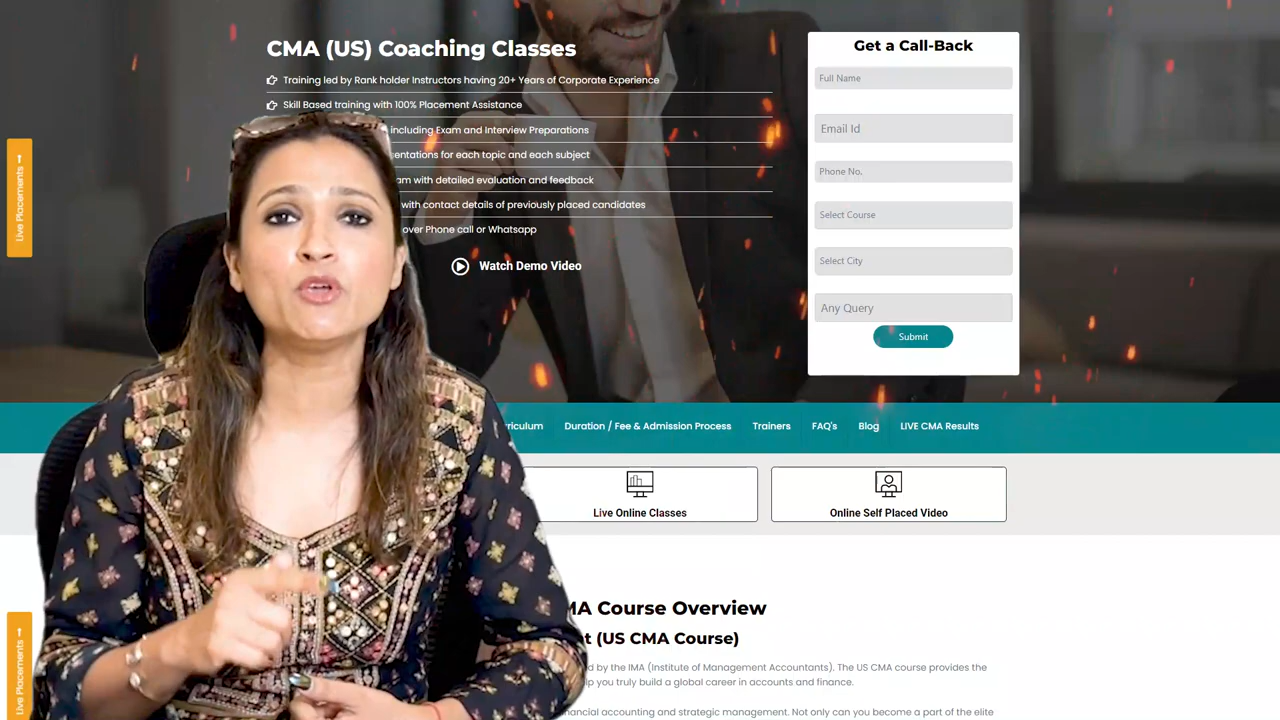 CMA (US) Coaching Classes
Training led by Rank holder Instructors having 20+ Years of Corporate Experience
Skill Based training with 100% Placement Assistance
including Exam and Interview Preparations
for each topic and each subject
with detailed evaluation and feedback
with contact details of previously placed candidates
over Phone call or Whatsapp
Watch Demo Video
Get a Call-Back
Full Name
Email Id
Phone No.
Select Course
Select City
Any Query
Submit
Live Placements
Duration / Fee & Admission Process
Trainers
FAQ's
Blog
LIVE CMA Results
Live Online Classes
Online Self Placed Video
Course Overview
(US CMA Course)
by the IMA (Institute of Management Accountants). The US CMA course provides the
you truly build a global career in accounts and finance.
accounting and strategic management. Not only can you become a part of the elite
Live Placements